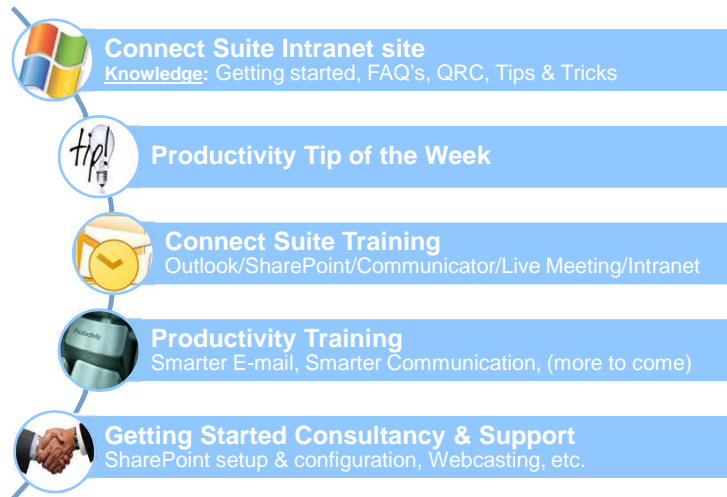 Connect Suite Intranet site
Knowledge: Getting started, FAQ's, QRC, Tips & Tricks
tip!
Productivity Tip of the Week
Connect Suite Training
Outlook/SharePoint/Communicator/Live Meeting/Intranet
Productivity
Productivity Training
Smarter E-mail, Smarter Communication, (more to come)
Getting Started Consultancy & Support
SharePoint setup & configuration, Webcasting, etc.